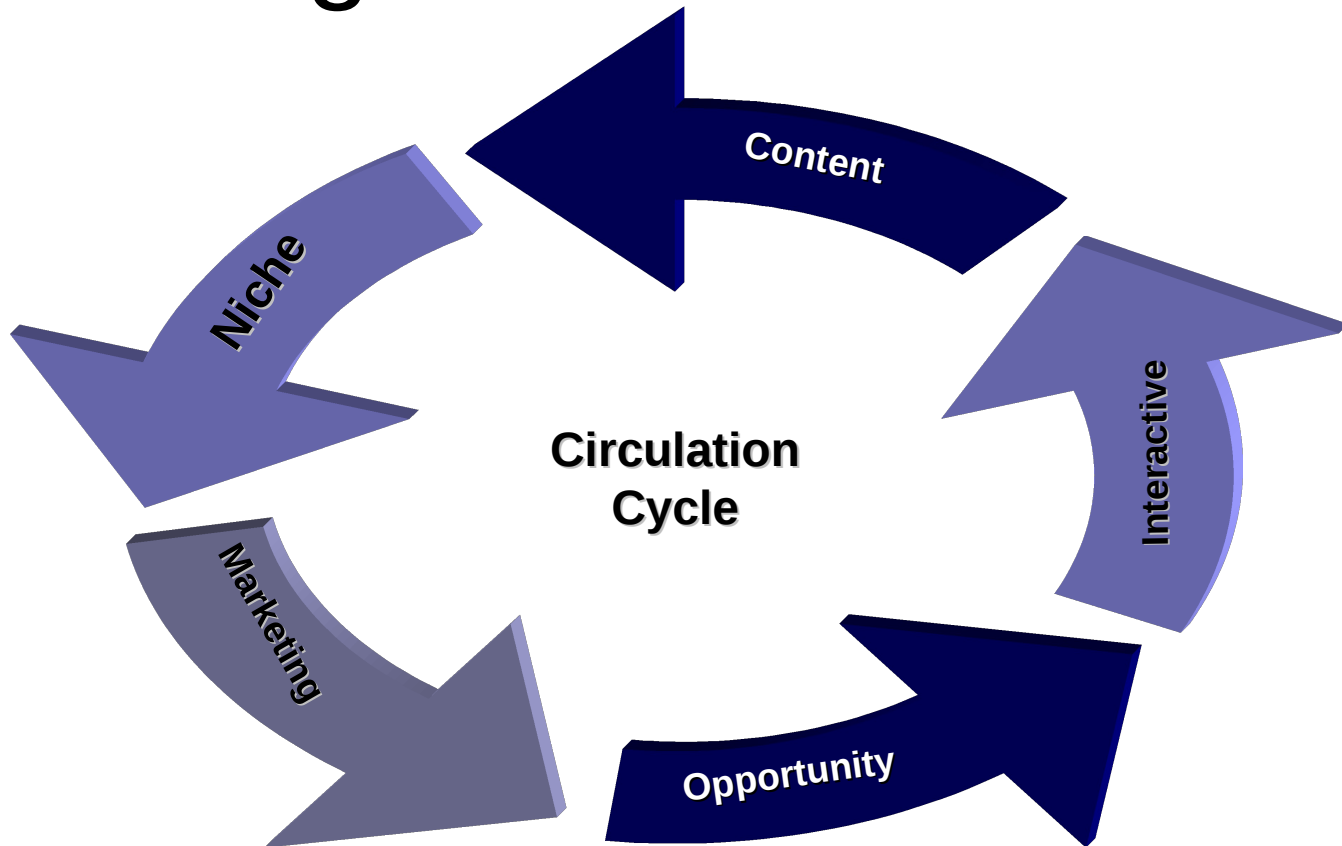 Content
Niche
Interactive
Circulation
Cycle
Marketing
Opportunity